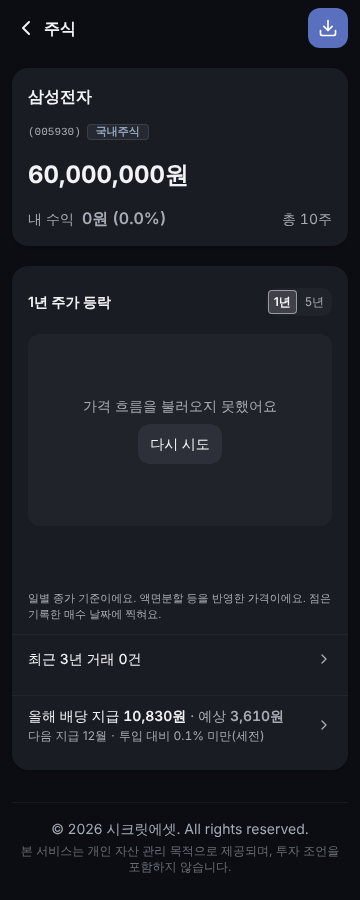 주식
삼성전자
(005930) 국내주식
60,000,000원
내 수익 0원 (0.0%) 총 10주
1년 주가 등락 1년 5년
가격 흐름을 불러오지 못했어요
다시 시도
일별 종가 기준이에요. 액면분할 등을 반영한 가격이에요. 점은
기록한 매수 날짜에 찍혀요.
최근 3년 거래 0건
올해 배당 지급 10,830원 · 예상 3,610원
다음 지급 12월 · 투입 대비 0.1% 미만(세전)
© 2026 시크릿에셋. All rights reserved.
본 서비스는 개인 자산 관리 목적으로 제공되며, 투자 조언을
포함하지 않습니다.